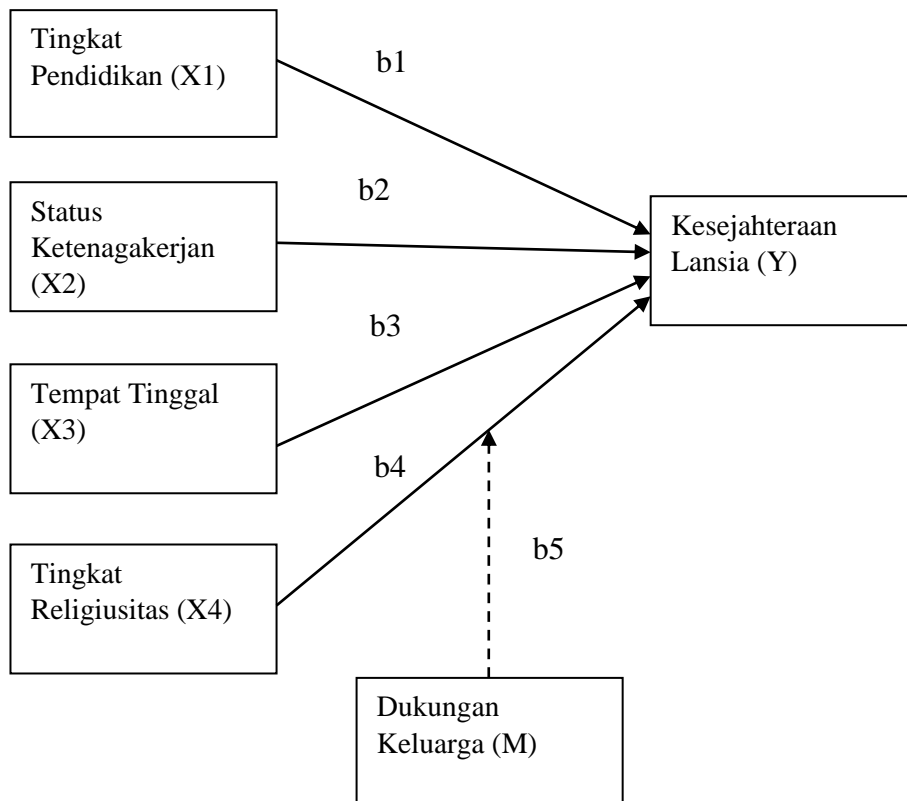 Tingkat
Pendidikan (X1)
b1
Status
Ketenagakerjan
(X2)
b2
Kesejahteraan
Lansia (Y)
Tempat Tinggal
(X3)
b3
b4
Tingkat
Religiusitas (X4)
b5
Dukungan
Keluarga (M)